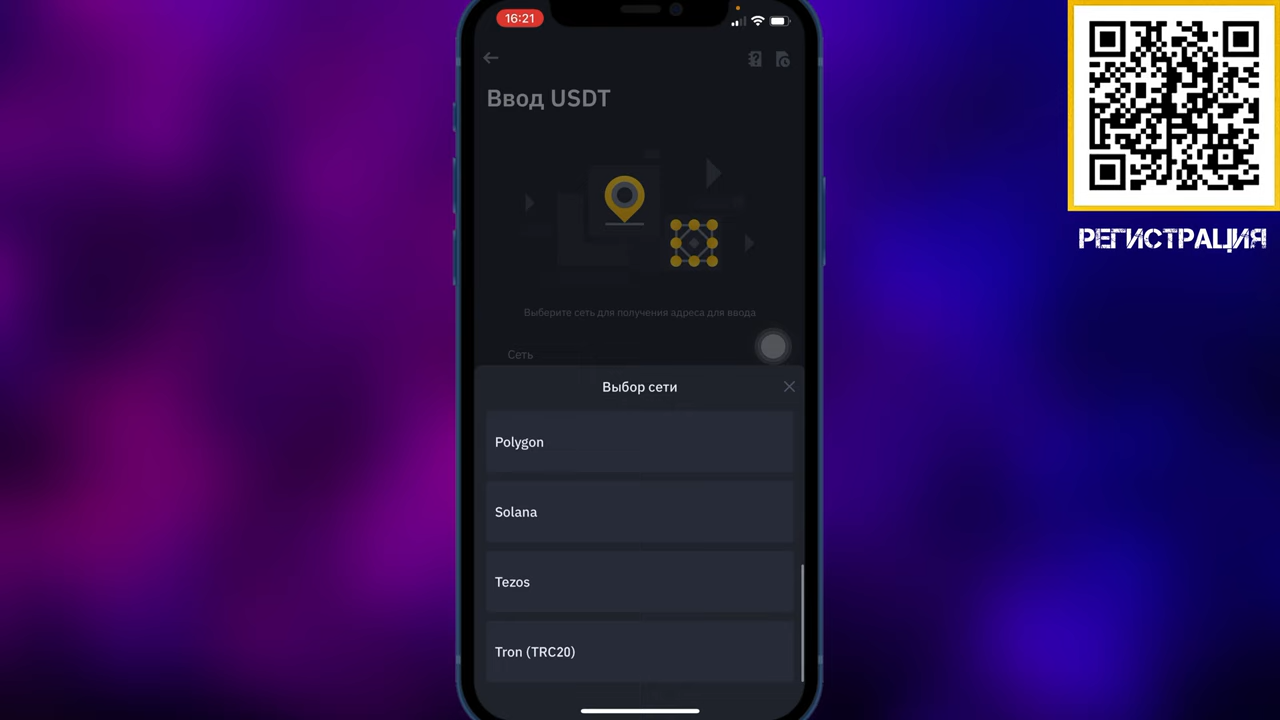 16:21
Ввод USDT
Выберите сеть для получения адреса для ввода
Сеть
Выбор сети
Polygon
Solana
Tezos
Tron (TRC20)
РЕГИСТРАЦИЯ